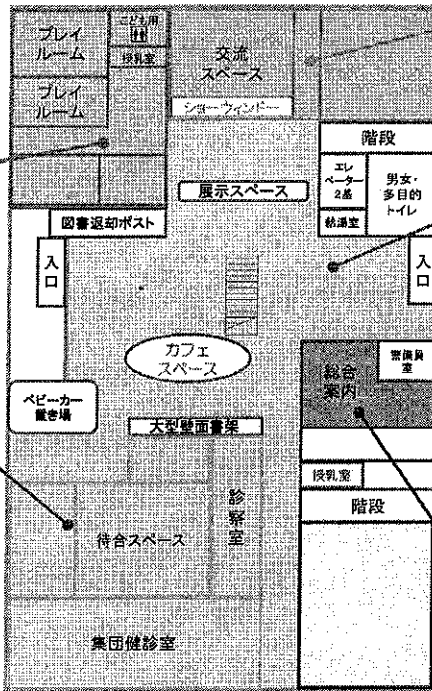 プレイ
ルーム
こども用
授乳室
交流
スペース
ショーウィンドー
プレイ
ルーム
階段
エレ
ベーター
2基
男女・
多目的
トイレ
給湯室
展示スペース
図書返却ポスト
入
口
入
口
カフェ
スペース
総合
案内
警備員
室
ベビーカー
置き場
大型壁面書架
授乳室
診
察
室
階段
待合スペース
集団健診室